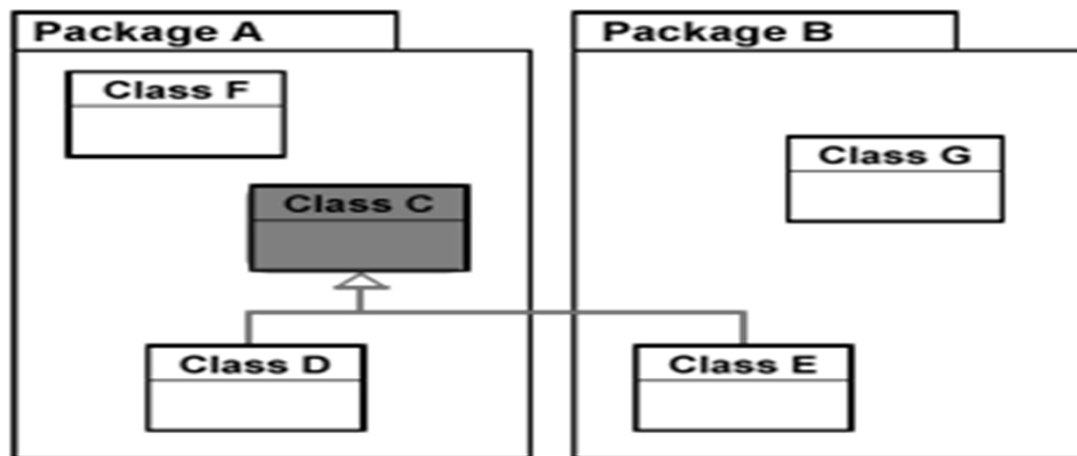 Package A
Package B
Class F
Class G
Class C
Class D
Class E